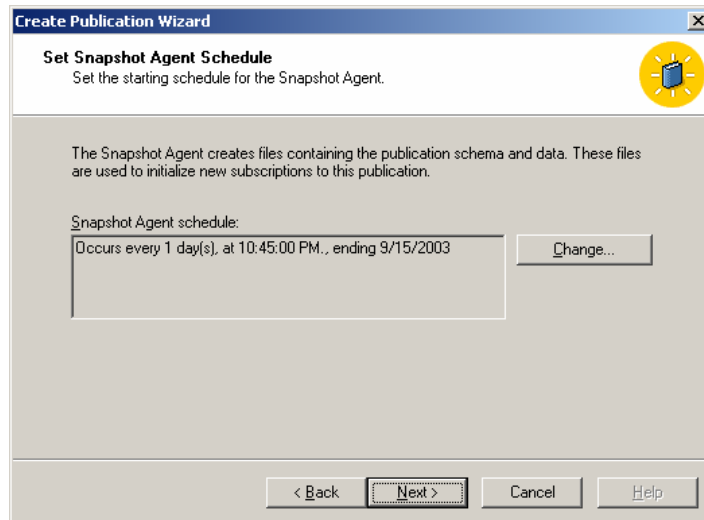 Create Publication Wizard
Set Snapshot Agent Schedule
Set the starting schedule for the Snapshot Agent.
The Snapshot Agent creates files containing the publication schema and data. These files
are used to initialize new subscriptions to this publication.
Snapshot Agent schedule:
Occurs every 1 day(s), at 10:45:00 PM., ending 9/15/2003
Change...
< Back
Next >
Cancel
Help